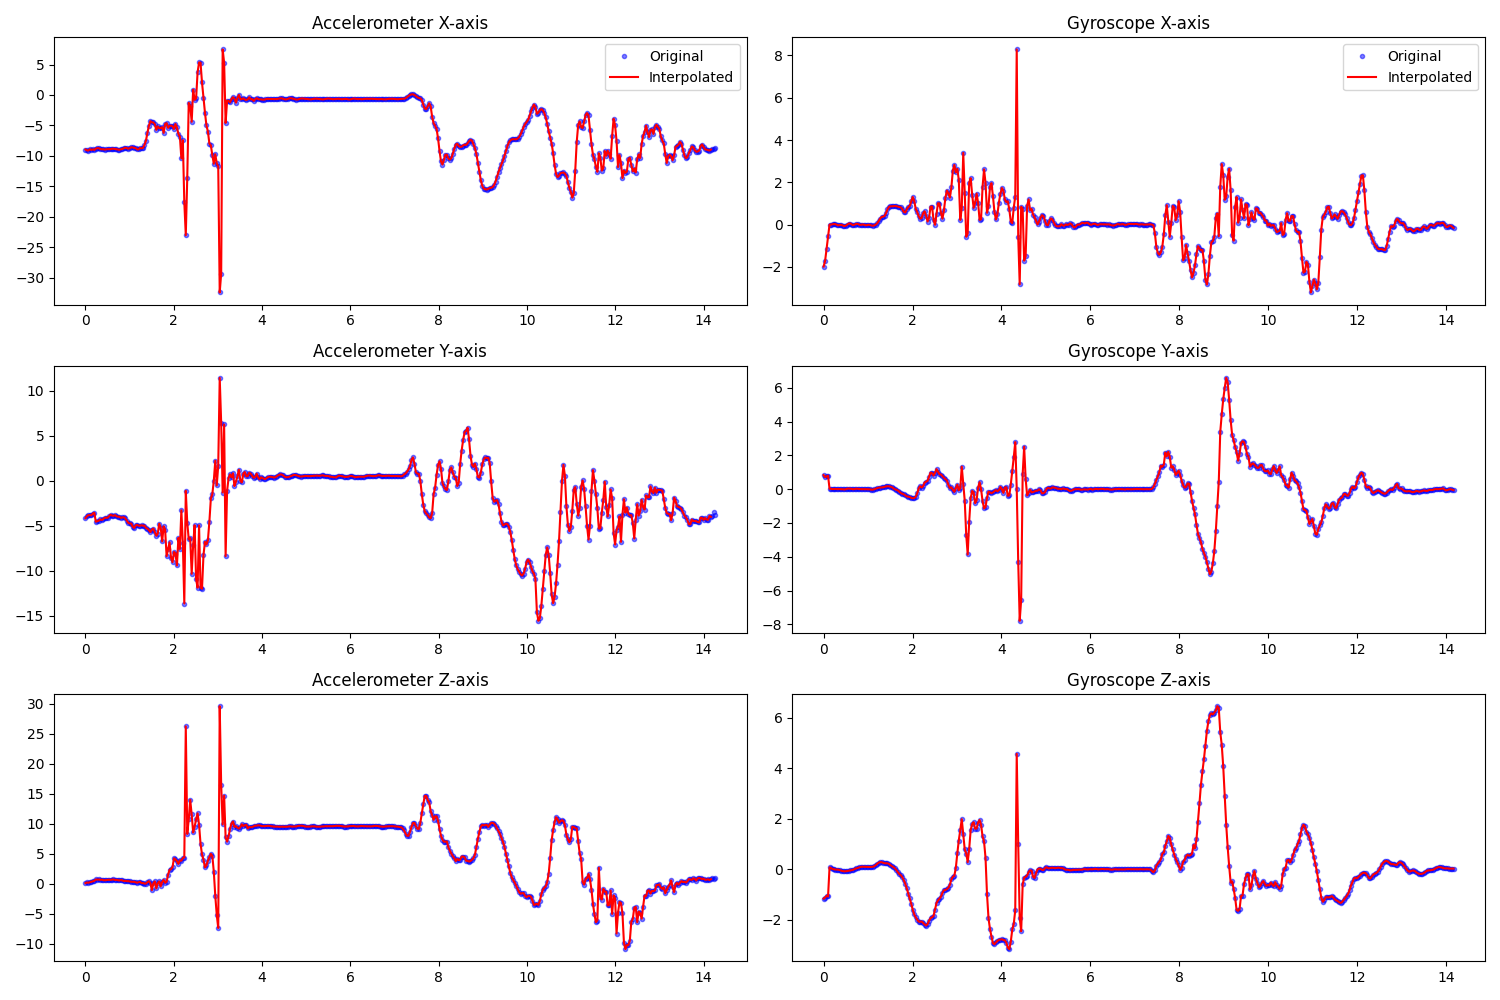 Accelerometer X-axis
5
0
−5
−10
−15
−20
−25
−30
Original
Interpolated
0 2 4 6 8 10 12 14
Gyroscope X-axis
8
6
4
2
0
−2
Original
Interpolated
0 2 4 6 8 10 12 14
Accelerometer Y-axis
10
5
0
−5
−10
−15
0 2 4 6 8 10 12 14
Gyroscope Y-axis
6
4
2
0
−2
−4
−6
−8
0 2 4 6 8 10 12 14
Accelerometer Z-axis
30
25
20
15
10
5
0
−5
−10
0 2 4 6 8 10 12 14
Gyroscope Z-axis
6
4
2
0
−2
0 2 4 6 8 10 12 14